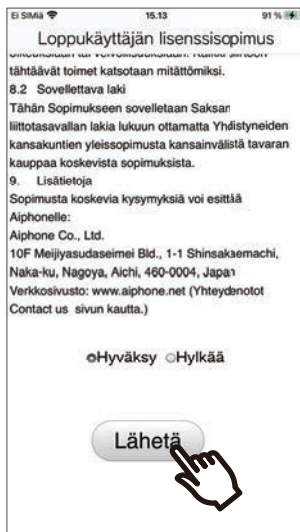 Ei SIMiä 15.13 91 %
Loppukäyttäjän lisenssisopimus
tähtäävät toimet katsotaan mitättömiksi.
8.2 Sovellettava laki
Tähän Sopimukseen sovelletaan Saksan
liittotasavallan lakia lukuun ottamatta Yhdistyneiden
kansakuntien yleissopimusta kansainvälistä tavaran
kauppaa koskevista sopimuksista.
9. Lisätietoja
Sopimusta koskevia kysymyksiä voi esittää
Aiphonelle:
Aiphone Co., Ltd.
10F Meijiyasudaseimei Bld., 1-1 Shinsakaemachi,
Naka-ku, Nagoya, Aichi, 460-0004, Japan
Verkkosivusto: www.aiphone.net (Yhteydenotot
Contact us sivun kautta.)
Hyväksy Hylkää
Lähetä